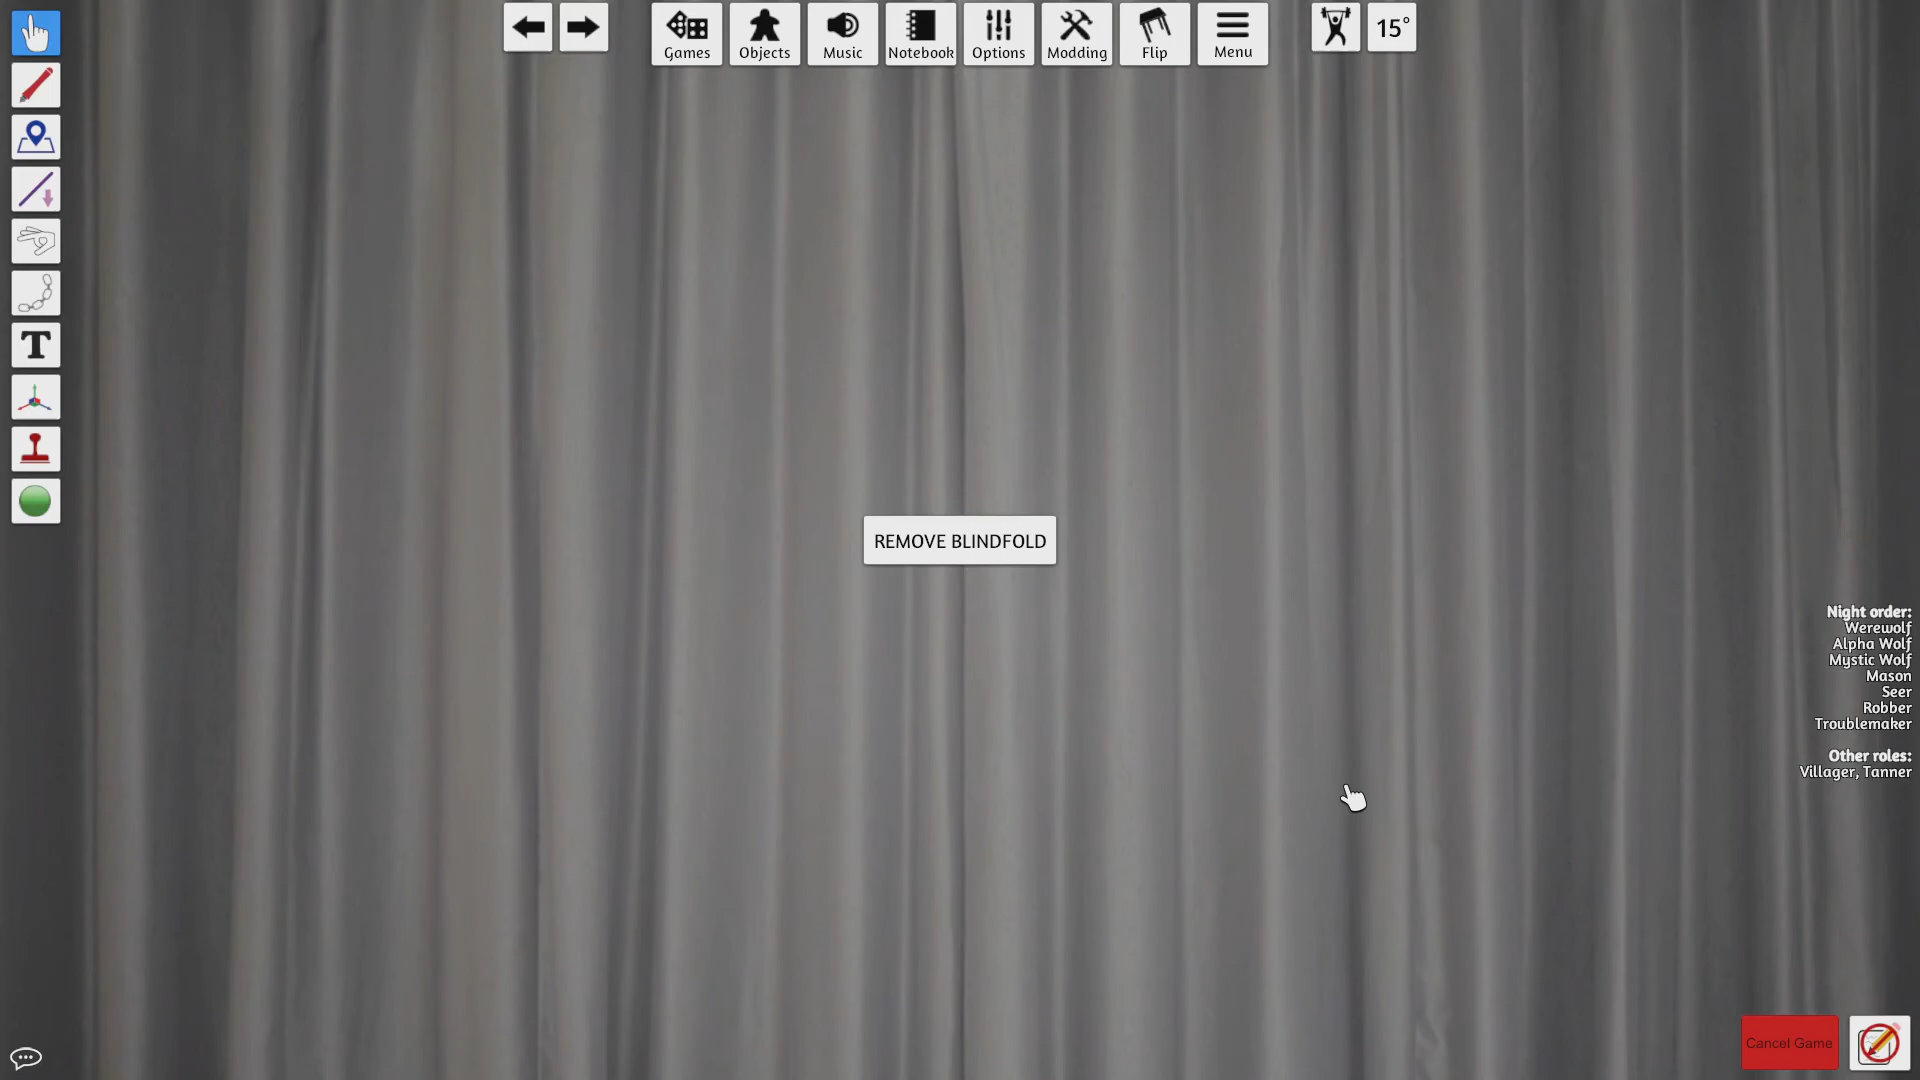 Games
Objects
Music
Notebook
Options
Modding
Flip
Menu
15°
T
REMOVE BLINDFOLD
Night order:
Werewolf
Alpha Wolf
Mystic Wolf
Mason
Seer
Robber
Troublemaker
Other roles:
Villager, Tanner
Cancel Game